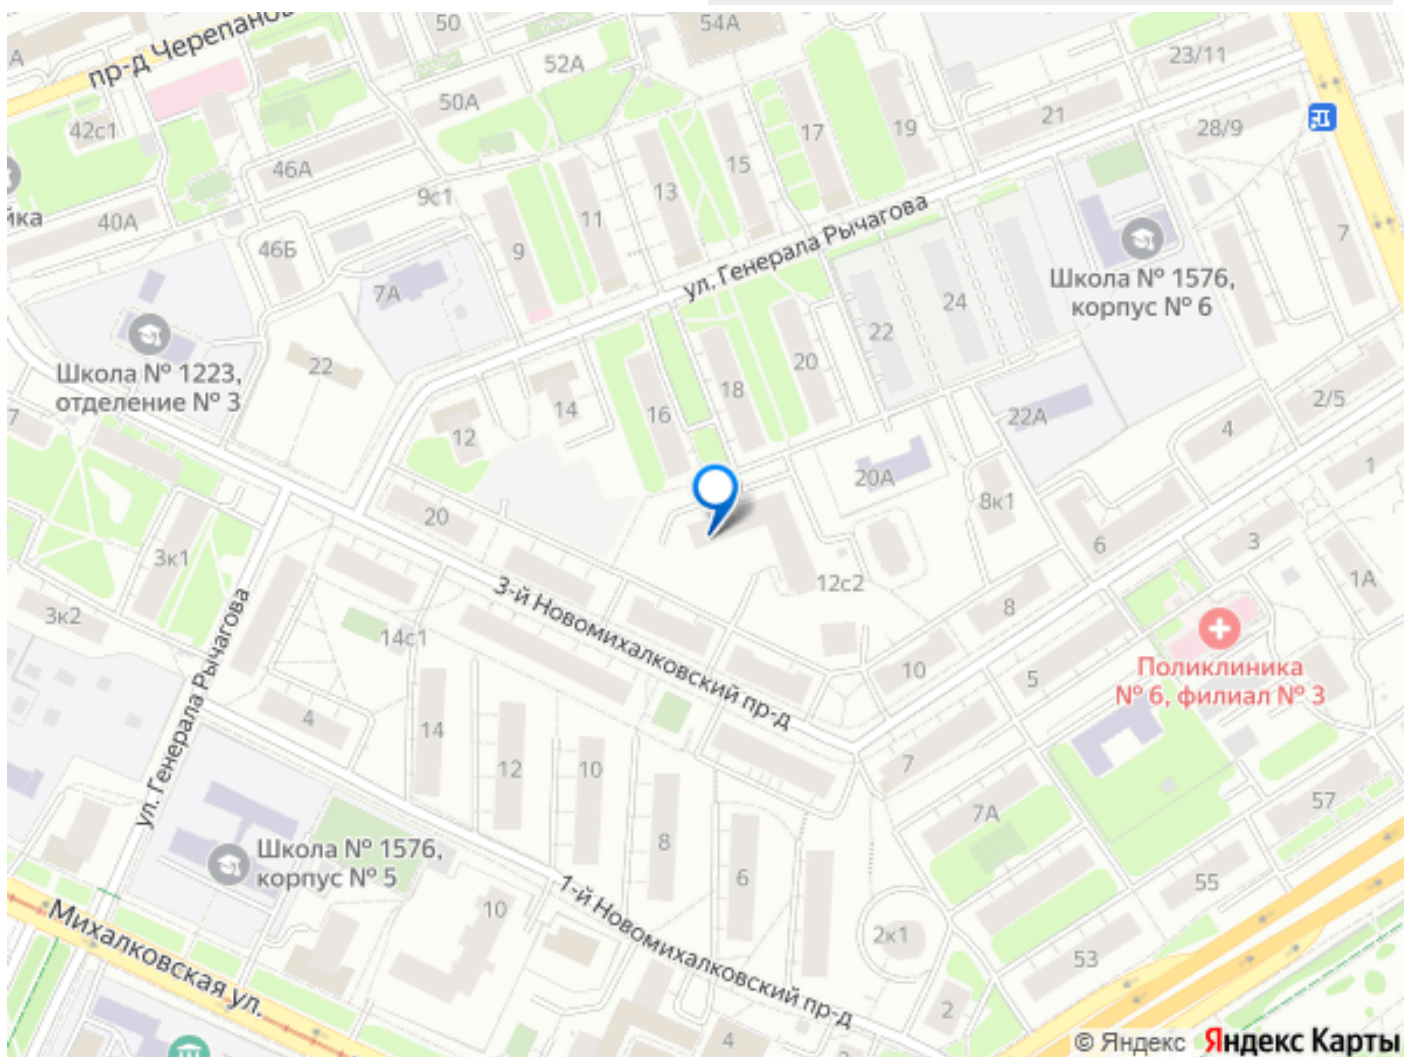 50
54А
пр-д Черепанов
А
52А
23/11
50А
42с1
17
19
21
28/9
46А
15
13
йка
9с1
40А
11
ул. Генерала Рычагова
7
46Б
9
7А
Школа № 1576,
корпус № 6
24
22
Школа № 1223,
отделение № 3
22
20
18
16
14
12
7
22А
2/5
4
1
20А
8к1
20
6
3
3к1
1А
12с2
3-й Новомихалковский пр-д
8
3к2
14с1
10
5
Поликлиника
№ 6, филиал № 3
ул. Генерала Рычагова
4
14
12
10
7
8
7А
57
6
Школа № 1576,
корпус № 5
55
1-й Новомихалковский пр-д
10
2к1
53
Михалковская ул.
2
4
© Яндекс Яндекс Карты